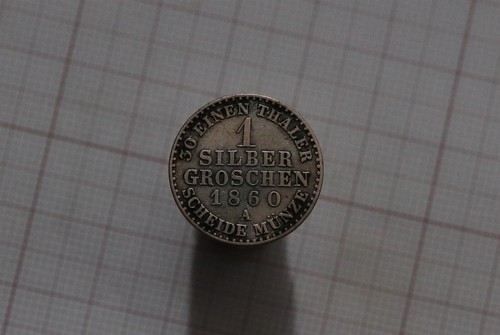 30 EINEN THALER
1
SILBER
GROSCHEN
1860
A
SCHEIDE MÜNZE